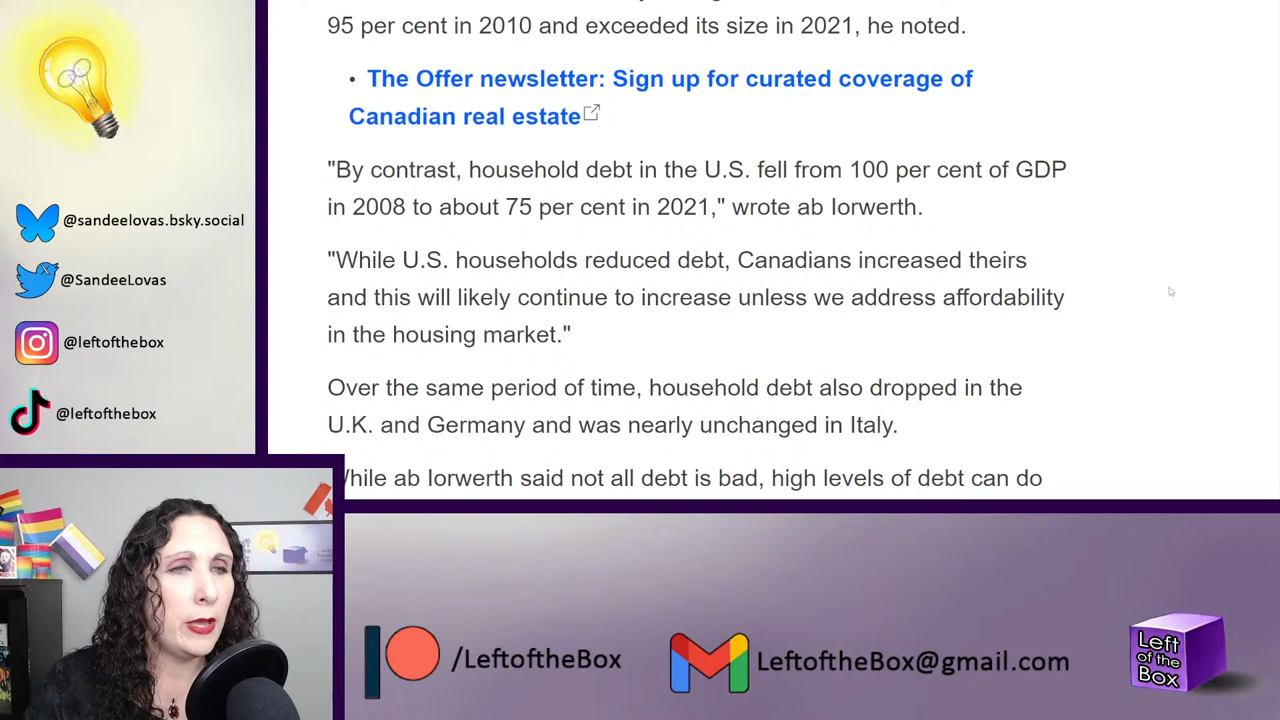 95 per cent in 2010 and exceeded its size in 2021, he noted.
• The Offer newsletter: Sign up for curated coverage of
Canadian real estate
"By contrast, household debt in the U.S. fell from 100 per cent of GDP
in 2008 to about 75 per cent in 2021," wrote ab Iorwerth.
"While U.S. households reduced debt, Canadians increased theirs
and this will likely continue to increase unless we address affordability
in the housing market."
Over the same period of time, household debt also dropped in the
U.K. and Germany and was nearly unchanged in Italy.
While ab Iorwerth said not all debt is bad, high levels of debt can do
@sandeelovas.bsky.social
@SandeeLovas
@leftofthebox
@leftofthebox
/LeftoftheBox
LeftoftheBox@gmail.com
Left
of the
Box